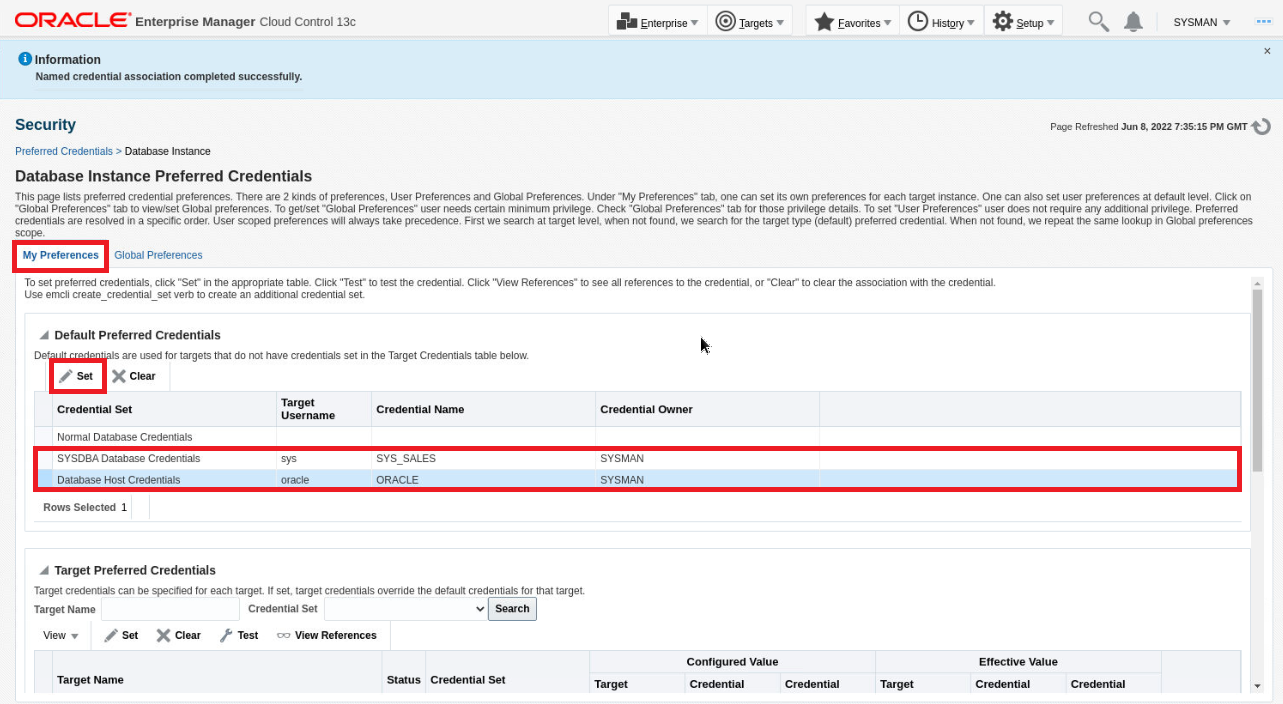 ORACLE® Enterprise Manager Cloud Control 13c
Enterprise Targets Favorites History Setup SYSMAN
Information
Named credential association completed successfully.
Security
Page Refreshed Jun 8, 2022 7:35:15 PM GMT
Preferred Credentials > Database Instance
Database Instance Preferred Credentials
This page lists preferred credential preferences. There are 2 kinds of preferences, User Preferences and Global Preferences. Under "My Preferences" tab, one can set its own preferences for each target instance. One can also set user preferences at default level. Click on
"Global Preferences" tab to view/set Global preferences. To get/set "Global Preferences" user needs certain minimum privilege. Check "Global Preferences" tab for those privilege details. To set "User Preferences" user does not require any additional privilege. Preferred
credentials are resolved in a specific order. User scoped preferences will always take precedence. First we search at target level, when not found, we search for the target type (default) preferred credential. When not found, we repeat the same lookup in Global preferences
scope.
My Preferences Global Preferences
To set preferred credentials, click "Set" in the appropriate table. Click "Test" to test the credential. Click "View References" to see all references to the credential, or "Clear" to clear the association with the credential.
Use emcli create_credential_set verb to create an additional credential set.
Default Preferred Credentials
Default credentials are used for targets that do not have credentials set in the Target Credentials table below.
Set Clear
Credential Set Target Username Credential Name Credential Owner
Normal Database Credentials
SYSDBA Database Credentials sys SYS_SALES SYSMAN
Database Host Credentials oracle ORACLE SYSMAN
Rows Selected 1
Target Preferred Credentials
Target credentials can be specified for each target. If set, target credentials override the default credentials for that target.
Target Name Credential Set Search
View Set Clear Test View References
Configured Value Effective Value
Target Name Status Credential Set Target Credential Credential Target Credential Credential